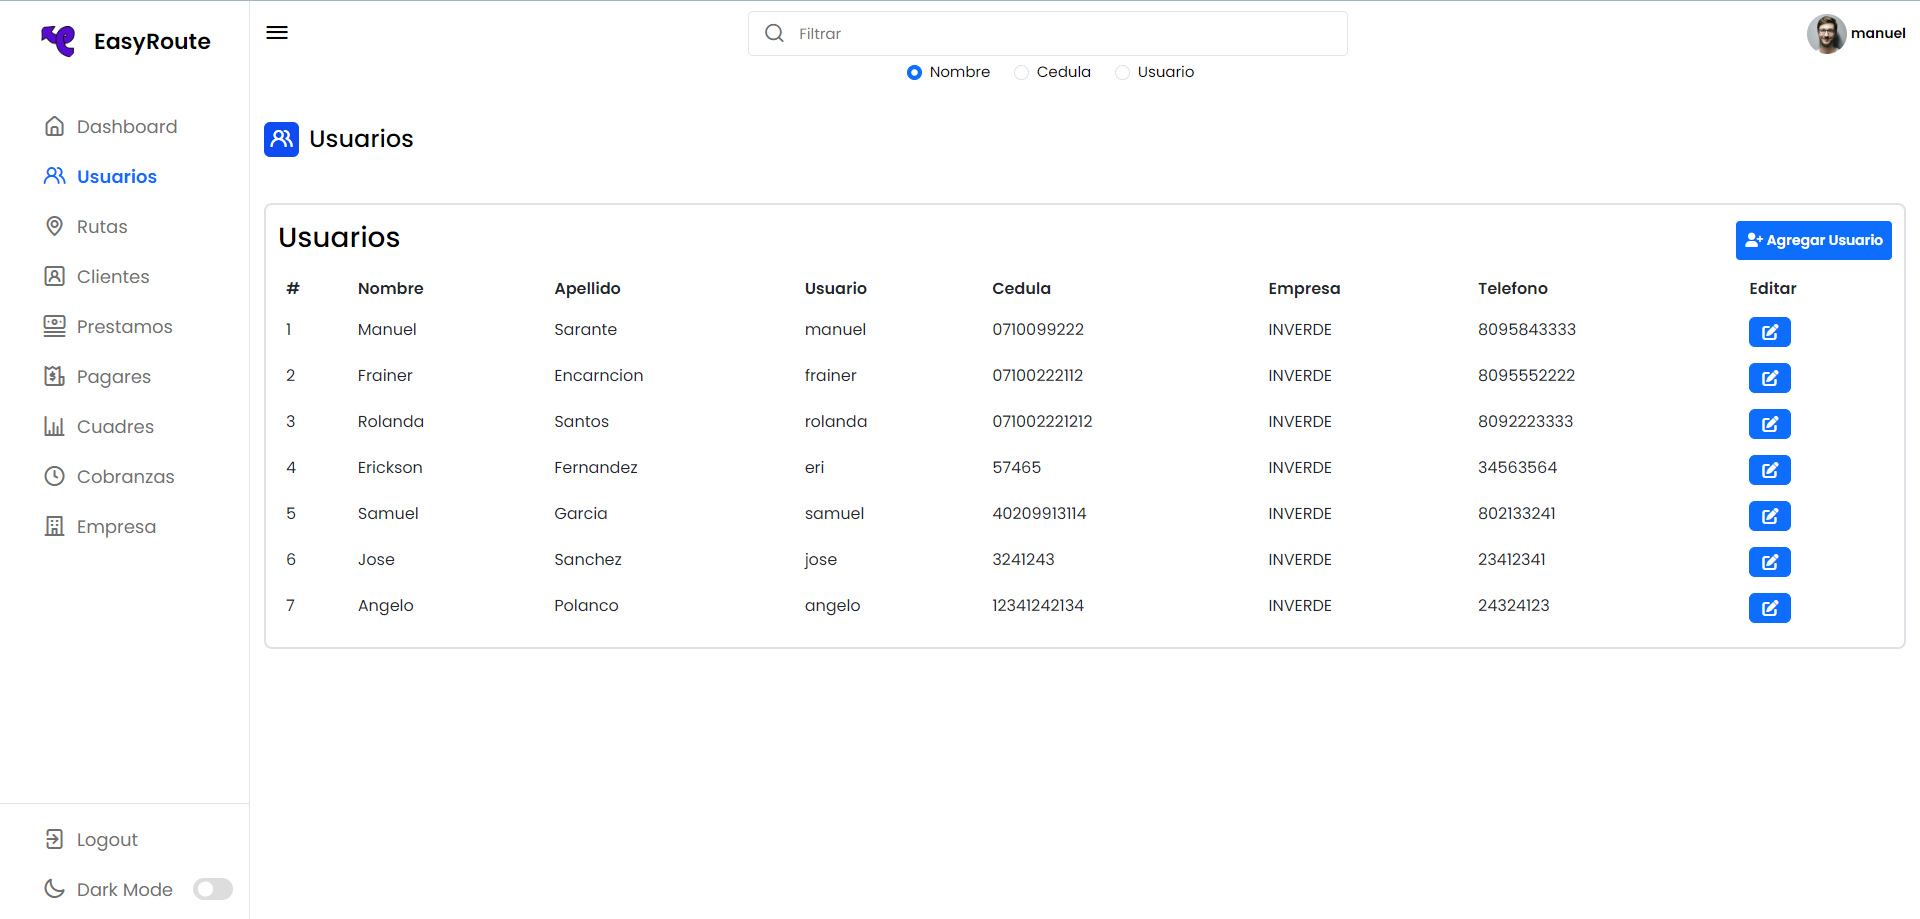 EasyRoute
Filtrar
manuel
Nombre Cedula Usuario
Dashboard
Usuarios
Rutas
Clientes
Prestamos
Pagares
Cuadres
Cobranzas
Empresa
Logout
Dark Mode
Usuarios
Usuarios
Agregar Usuario
# Nombre Apellido Usuario Cedula Empresa Telefono Editar
1 Manuel Sarante manuel 0710099222 INVERDE 8095843333
2 Frainer Encarncion frainer 07100222112 INVERDE 8095552222
3 Rolanda Santos rolanda 071002221212 INVERDE 8092223333
4 Erickson Fernandez eri 57465 INVERDE 34563564
5 Samuel Garcia samuel 40209913114 INVERDE 802133241
6 Jose Sanchez jose 3241243 INVERDE 23412341
7 Angelo Polanco angelo 12341242134 INVERDE 24324123